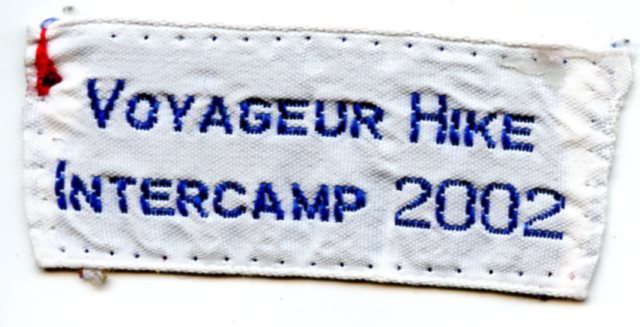 VOYAGEUR HIKE
INTERCAMP 2002